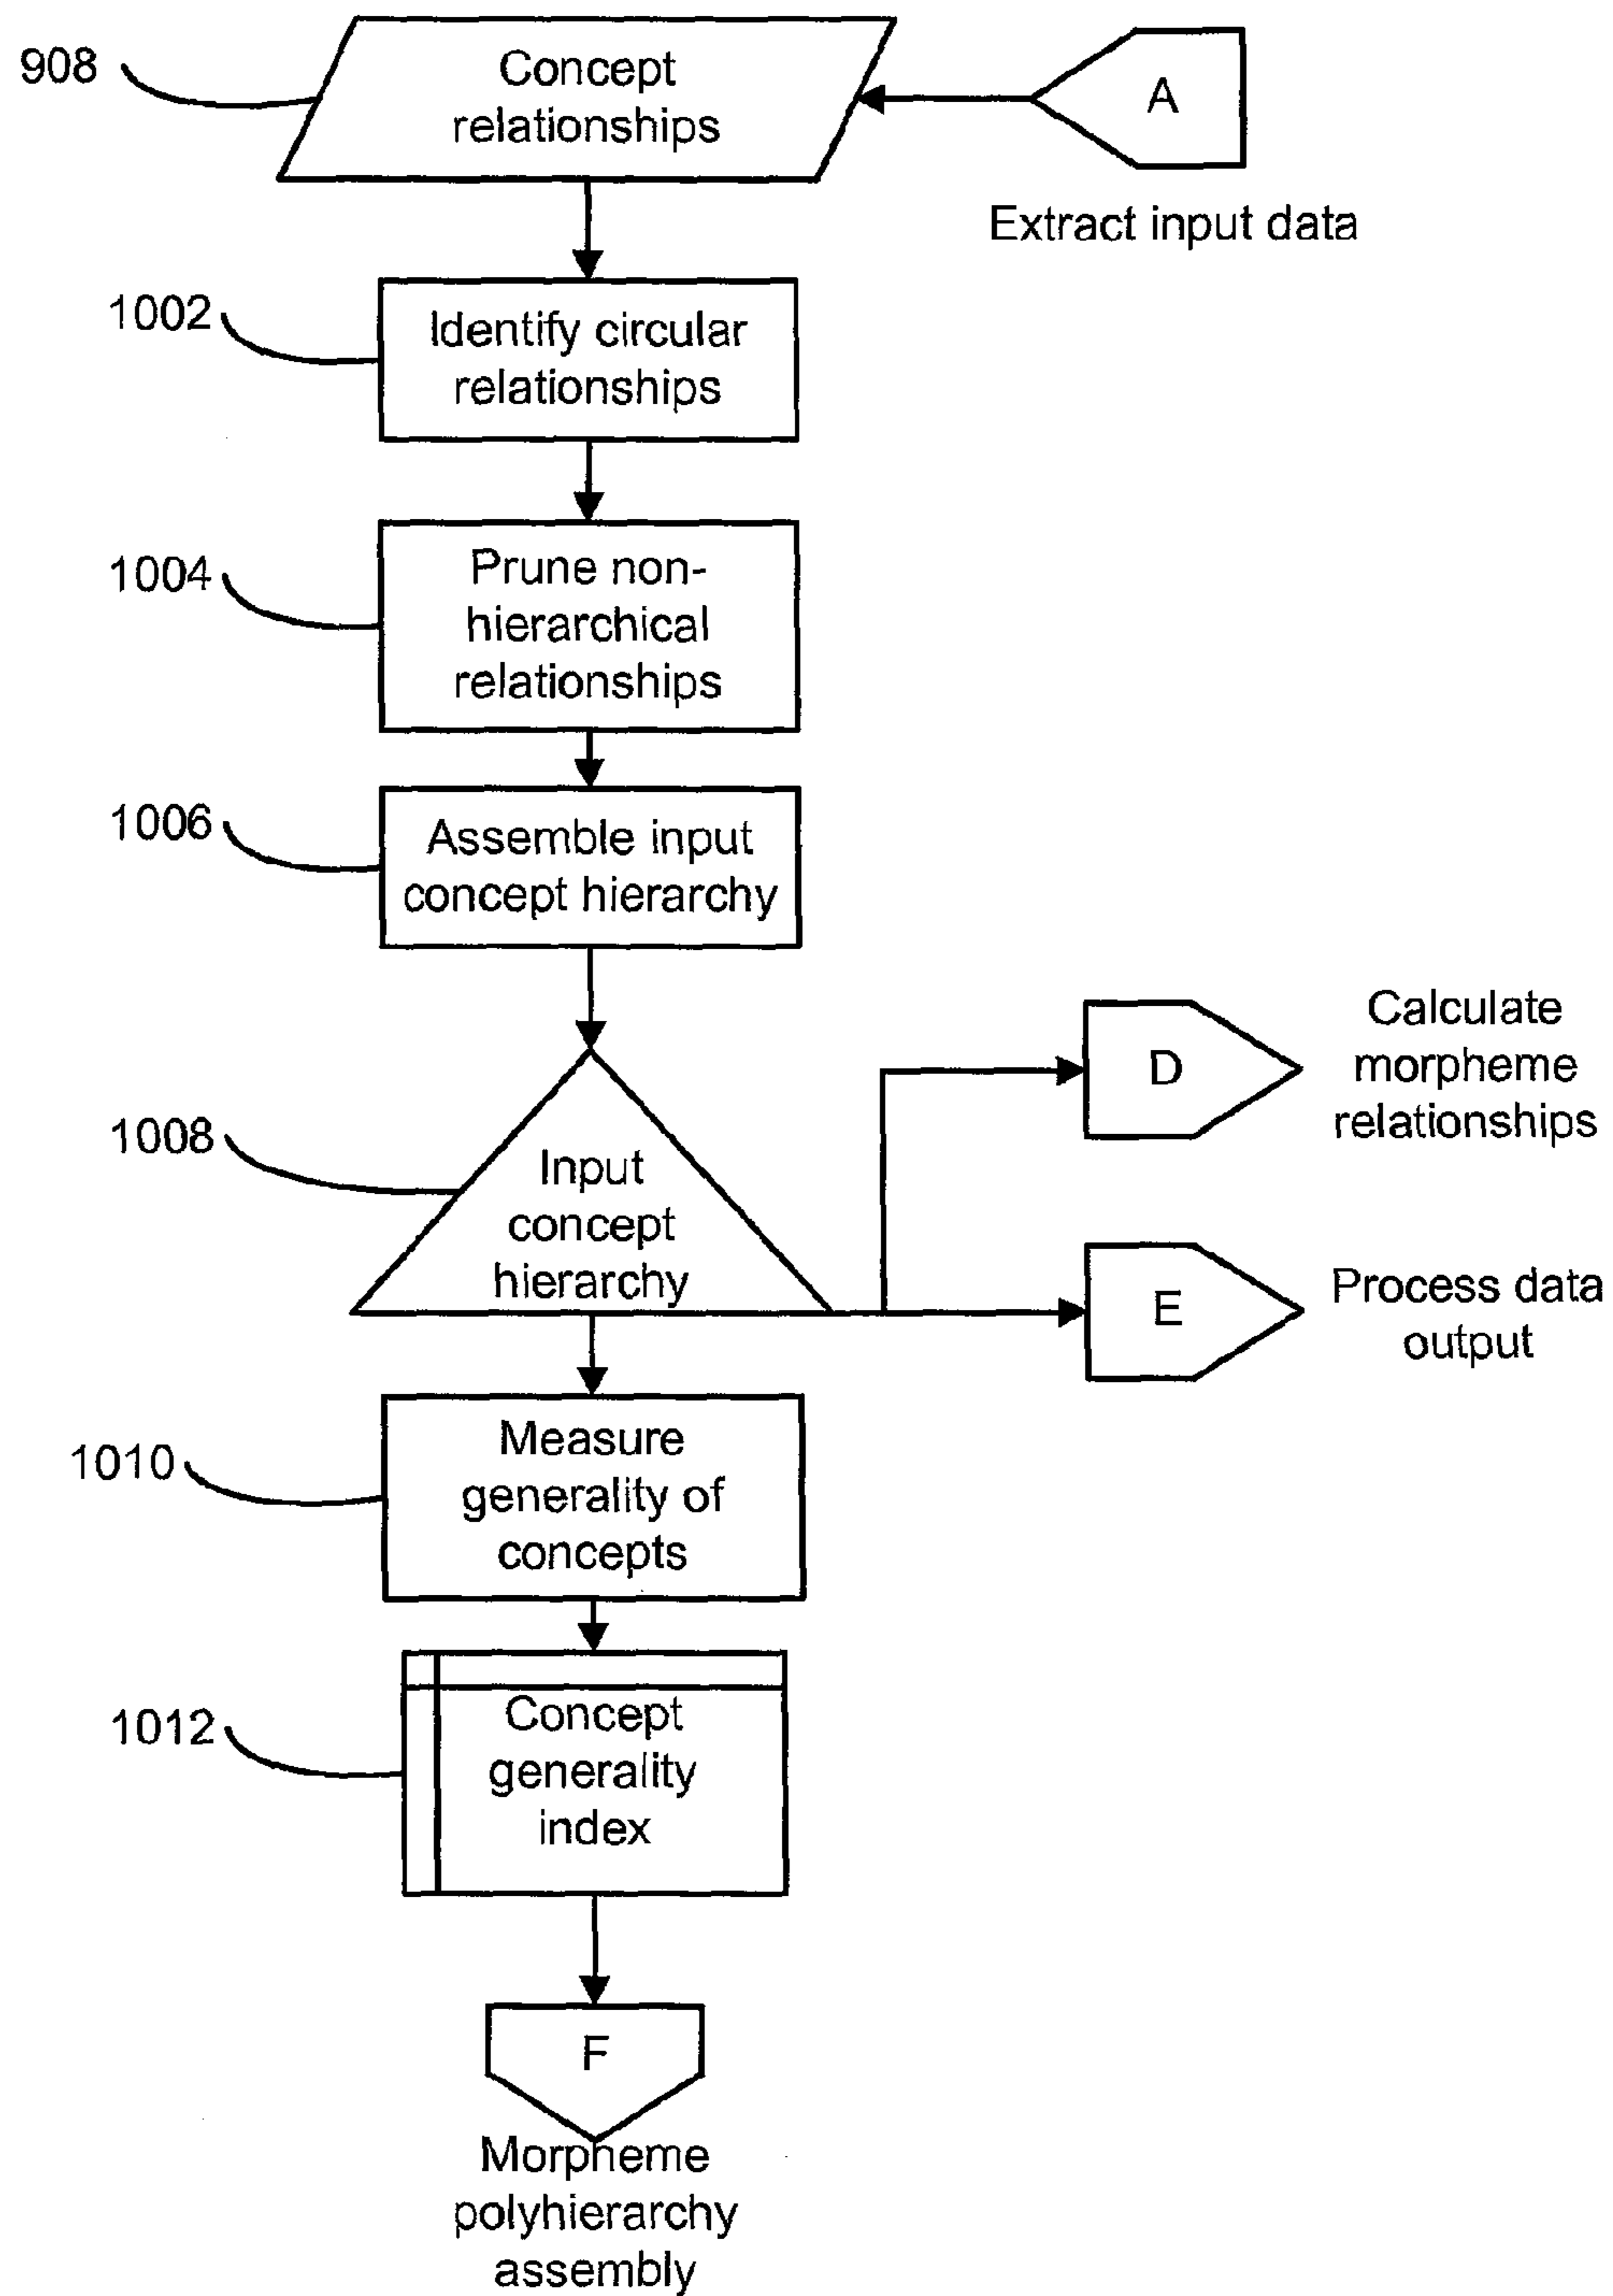 908
Concept
relationships
A
Extract input data
1002
Identify circular
relationships
1004
Prune non-
hierarchical
relationships
1006
Assemble input
concept hierarchy
1008
Input
concept
hierarchy
D
Calculate
morpheme
relationships
E
Process data
output
1010
Measure
generality of
concepts
1012
Concept
generality
index
F
Morpheme
polyhierarchy
assembly